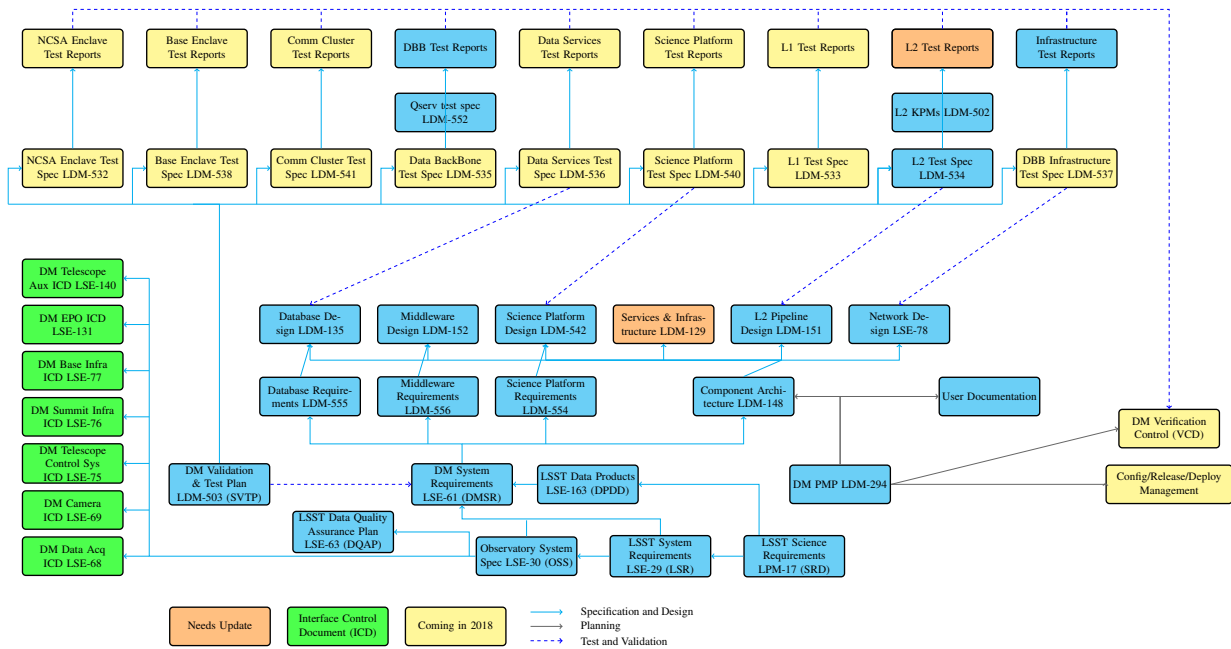 NCSA Enclave
Test Reports
Base Enclave
Test Reports
Comm Cluster
Test Reports
DBB Test Reports
Data Services
Test Reports
Science Platform
Test Reports
L1 Test Reports
L2 Test Reports
Infrastructure
Test Reports
Qserv test spec
LDM-552
L2 KPMs LDM-502
NCSA Enclave Test
Spec LDM-532
Base Enclave Test
Spec LDM-538
Comm Cluster Test
Spec LDM-541
Data BackBone
Test Spec LDM-535
Data Services Test
Spec LDM-536
Science Platform
Test Spec LDM-540
L1 Test Spec
LDM-533
L2 Test Spec
LDM-534
DBB Infrastructure
Test Spec LDM-537
DM Telescope
Aux ICD LSE-140
DM EPO ICD
LSE-131
DM Base Infra
ICD LSE-77
DM Summit Infra
ICD LSE-76
DM Telescope
Control Sys
ICD LSE-75
DM Camera
ICD LSE-69
DM Data Acq
ICD LSE-68
Database De-
sign LDM-135
Middleware
Design LDM-152
Science Platform
Design LDM-542
Services & Infras-
tructure LDM-129
L2 Pipeline
Design LDM-151
Network De-
sign LSE-78
Database Require-
ments LDM-555
Middleware
Requirements
LDM-556
Science Platform
Requirements
LDM-554
Component Archi-
tecture LDM-148
User Documentation
DM Verification
Control (VCD)
DM Validation
& Test Plan
LDM-503 (SVTP)
DM System
Requirements
LSE-61 (DMSR)
LSST Data Products
LSE-163 (DPDD)
DM PMP LDM-294
Config/Release/Deploy
Management
LSST Data Quality
Assurance Plan
LSE-63 (DQAP)
Observatory System
Spec LSE-30 (OSS)
LSST System
Requirements
LSE-29 (LSR)
LSST Science
Requirements
LPM-17 (SRD)
Needs Update
Interface Control
Document (ICD)
Coming in 2018
Specification and Design
Planning
Test and Validation